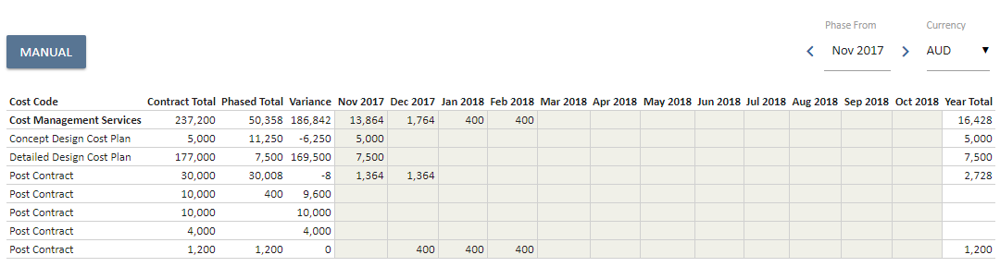 Phase From Currency
MANUAL < Nov 2017 > AUD ▼
Cost Code Contract Total Phased Total Variance Nov 2017 Dec 2017 Jan 2018 Feb 2018 Mar 2018 Apr 2018 May 2018 Jun 2018 Jul 2018 Aug 2018 Sep 2018 Oct 2018 Year Total
Cost Management Services 237,200 50,358 186,842 13,864 1,764 400 400 16,428
Concept Design Cost Plan 5,000 11,250 -6,250 5,000 5,000
Detailed Design Cost Plan 177,000 7,500 169,500 7,500 7,500
Post Contract 30,000 30,008 -8 1,364 1,364 2,728
Post Contract 10,000 400 9,600
Post Contract 10,000 10,000
Post Contract 4,000 4,000
Post Contract 1,200 1,200 0 400 400 400 1,200